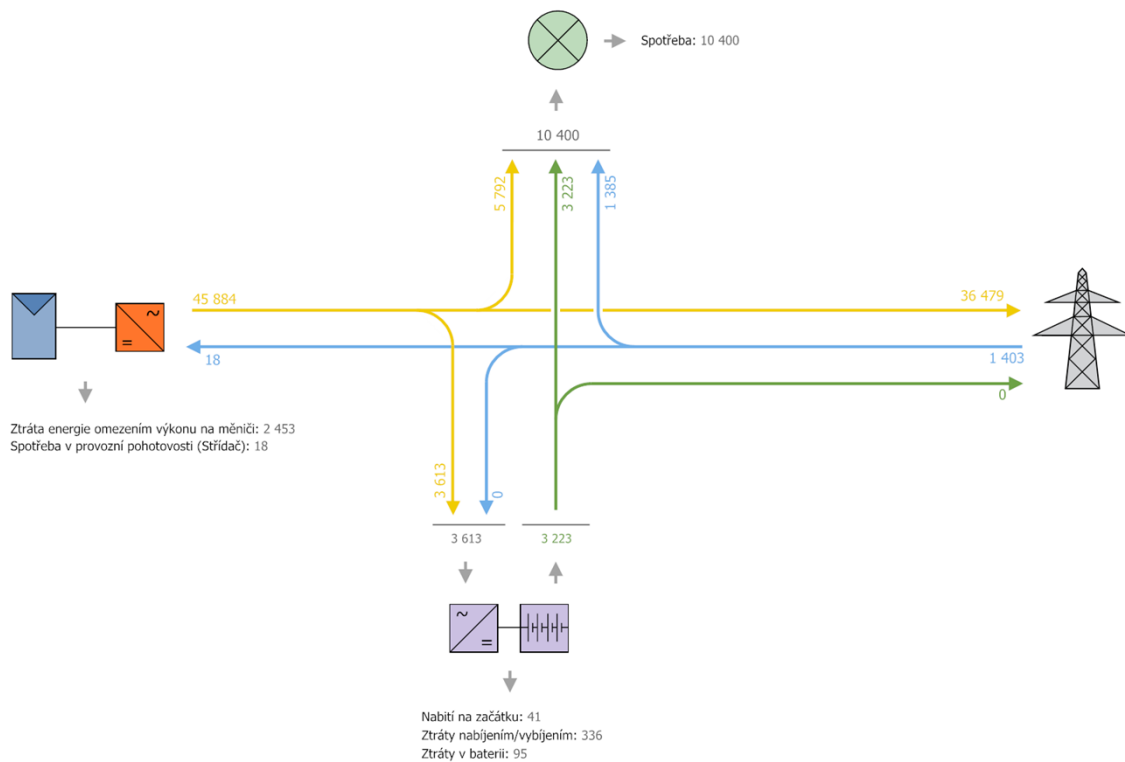 Spotřeba: 10 400
10 400
5 792
3 223
1 385
45 884
36 479
18
1 403
0
Ztráta energie omezením výkonu na měniči: 2 453
Spotřeba v provozní pohotovosti (Střídač): 18
3 613
0
3 613
3 223
Nabití na začátku: 41
Ztráty nabíjením/vybíjením: 336
Ztráty v baterii: 95